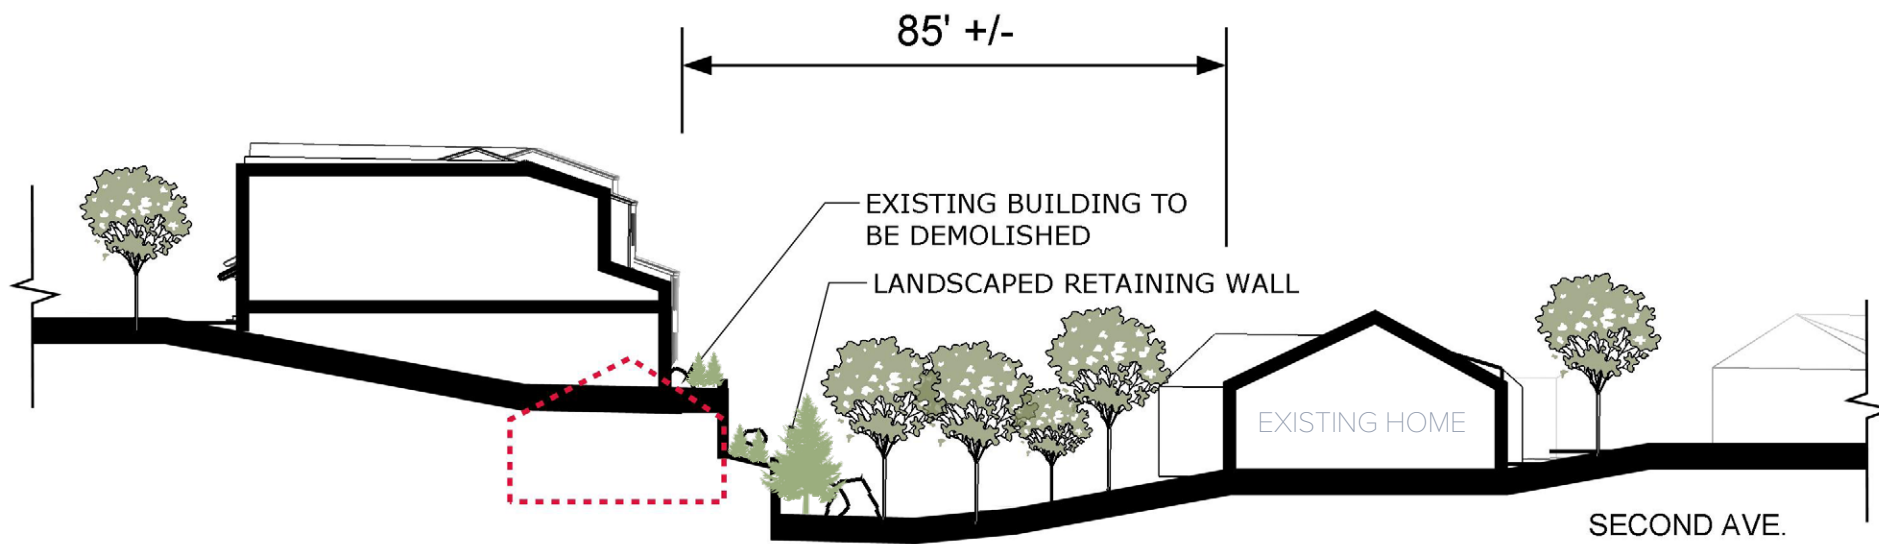 85' +/-
EXISTING BUILDING TO
BE DEMOLISHED
LANDSCAPED RETAINING WALL
EXISTING HOME
SECOND AVE.